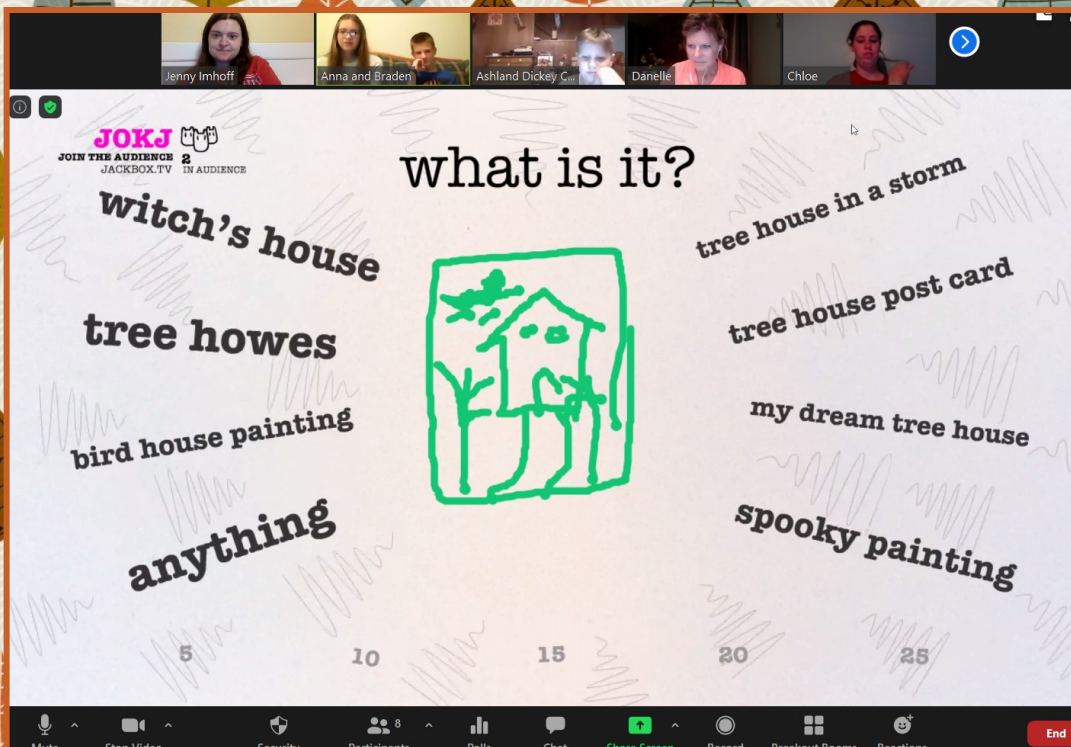 Jenny Imhoff
Anna and Braden
Ashland Dickey C...
Danelle
Chloe
JOKJ
JOIN THE AUDIENCE 2
JACKBOX.TV IN AUDIENCE
what is it?
witch's house
tree howes
bird house painting
anything
tree house in a storm
tree house post card
my dream tree house
spooky painting
5 10 15 20 25
Mute Stop Video Security Participants 8 Polls Chat Share Screen Record Breakout Rooms Reactions End